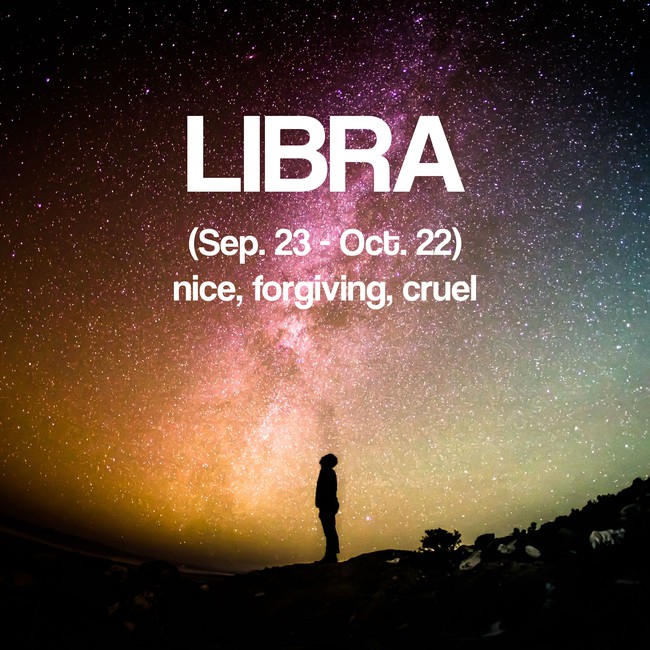 LIBRA
(Sep. 23 - Oct. 22)
nice, forgiving, cruel